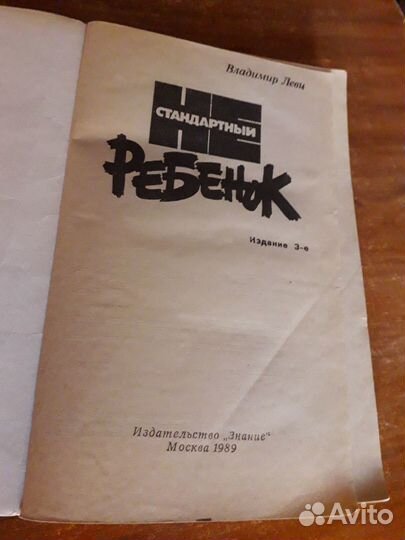 Владимир Леви
НЕ
СТАНДАРТНЫЙ
РЕБЕНОК
Издание 3-е
Издательство „Знание“
Москва 1989
Avito